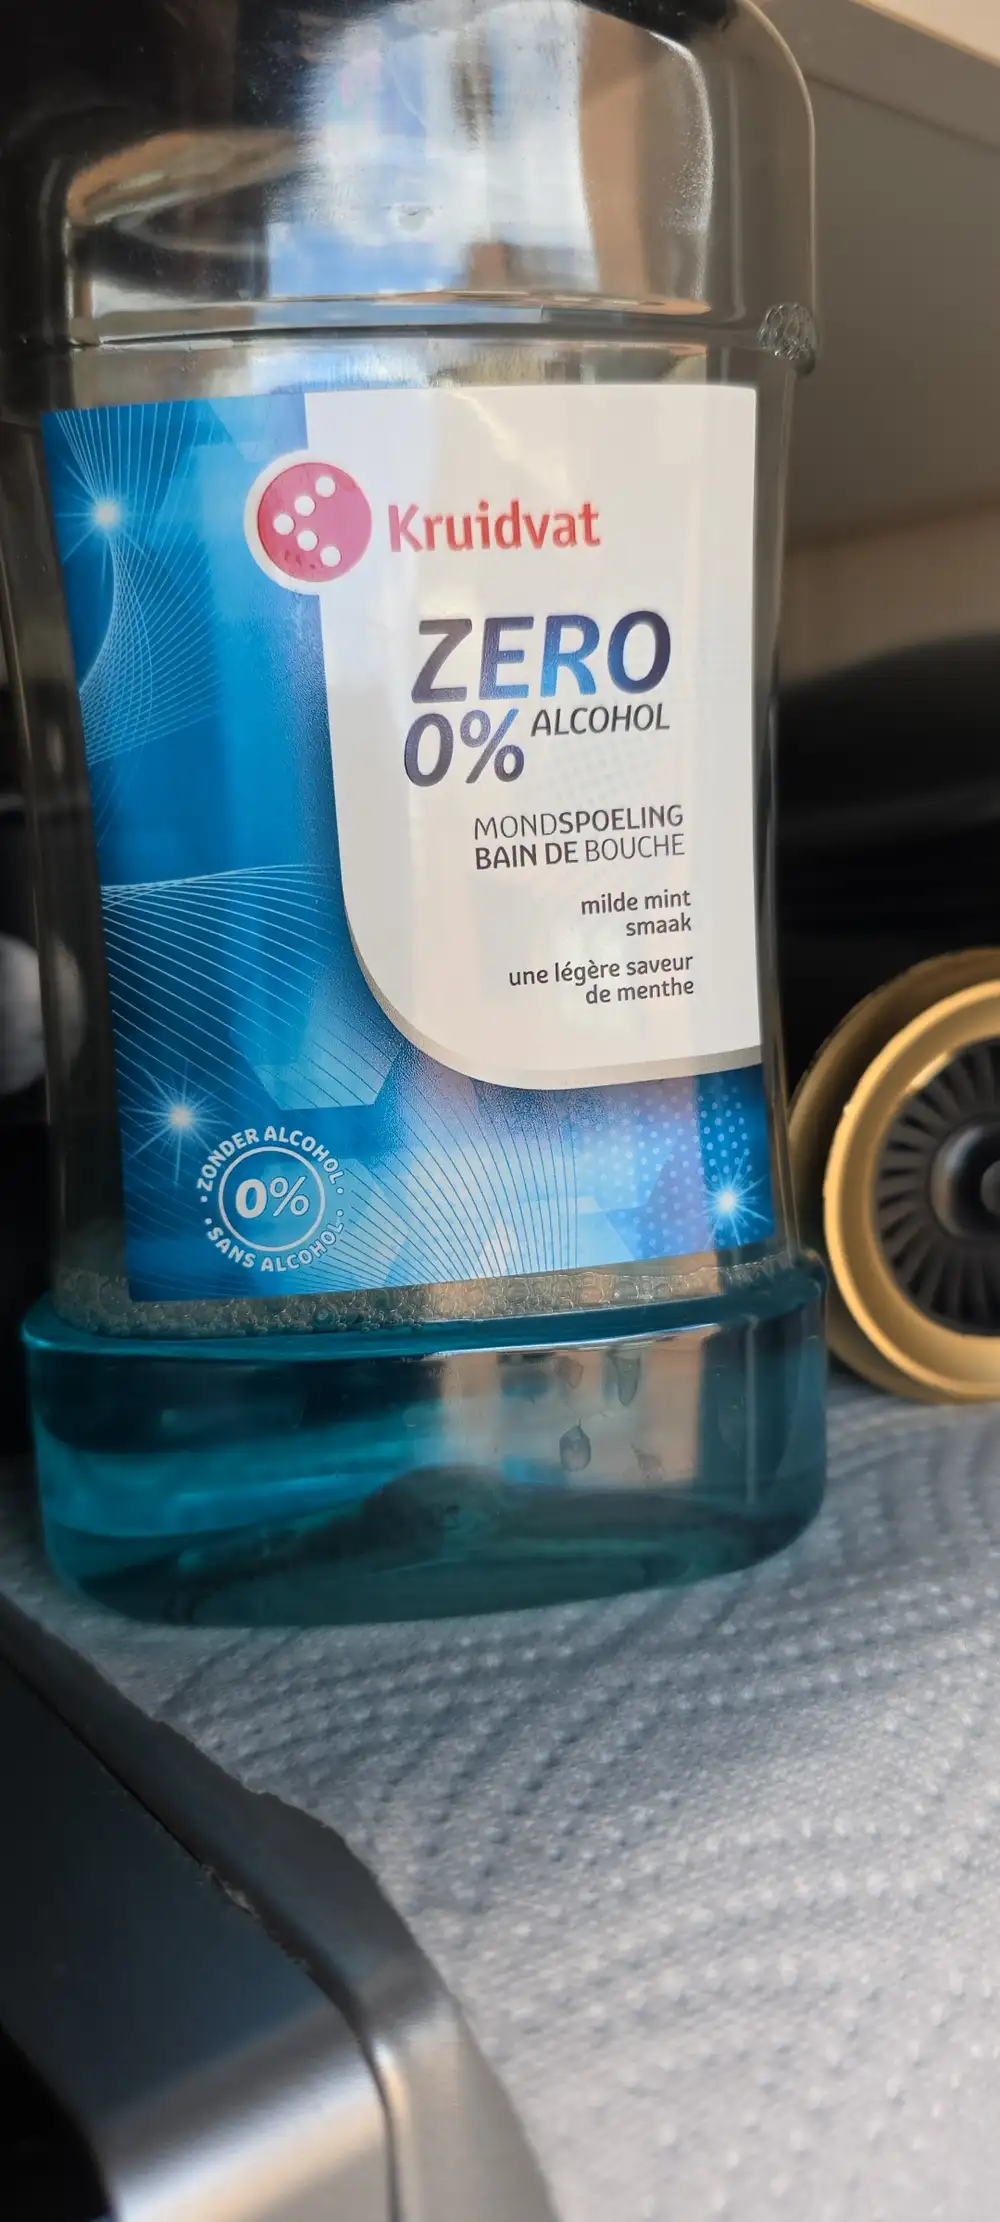 Kruidvat
ZERO
0% ALCOHOL
MONDSPOELING
BAIN DE BOUCHE
milde mint
smaak
une légère saveur
de menthe
· ZONDER ALCOHOL ·
0%
· SANS ALCOHOL ·